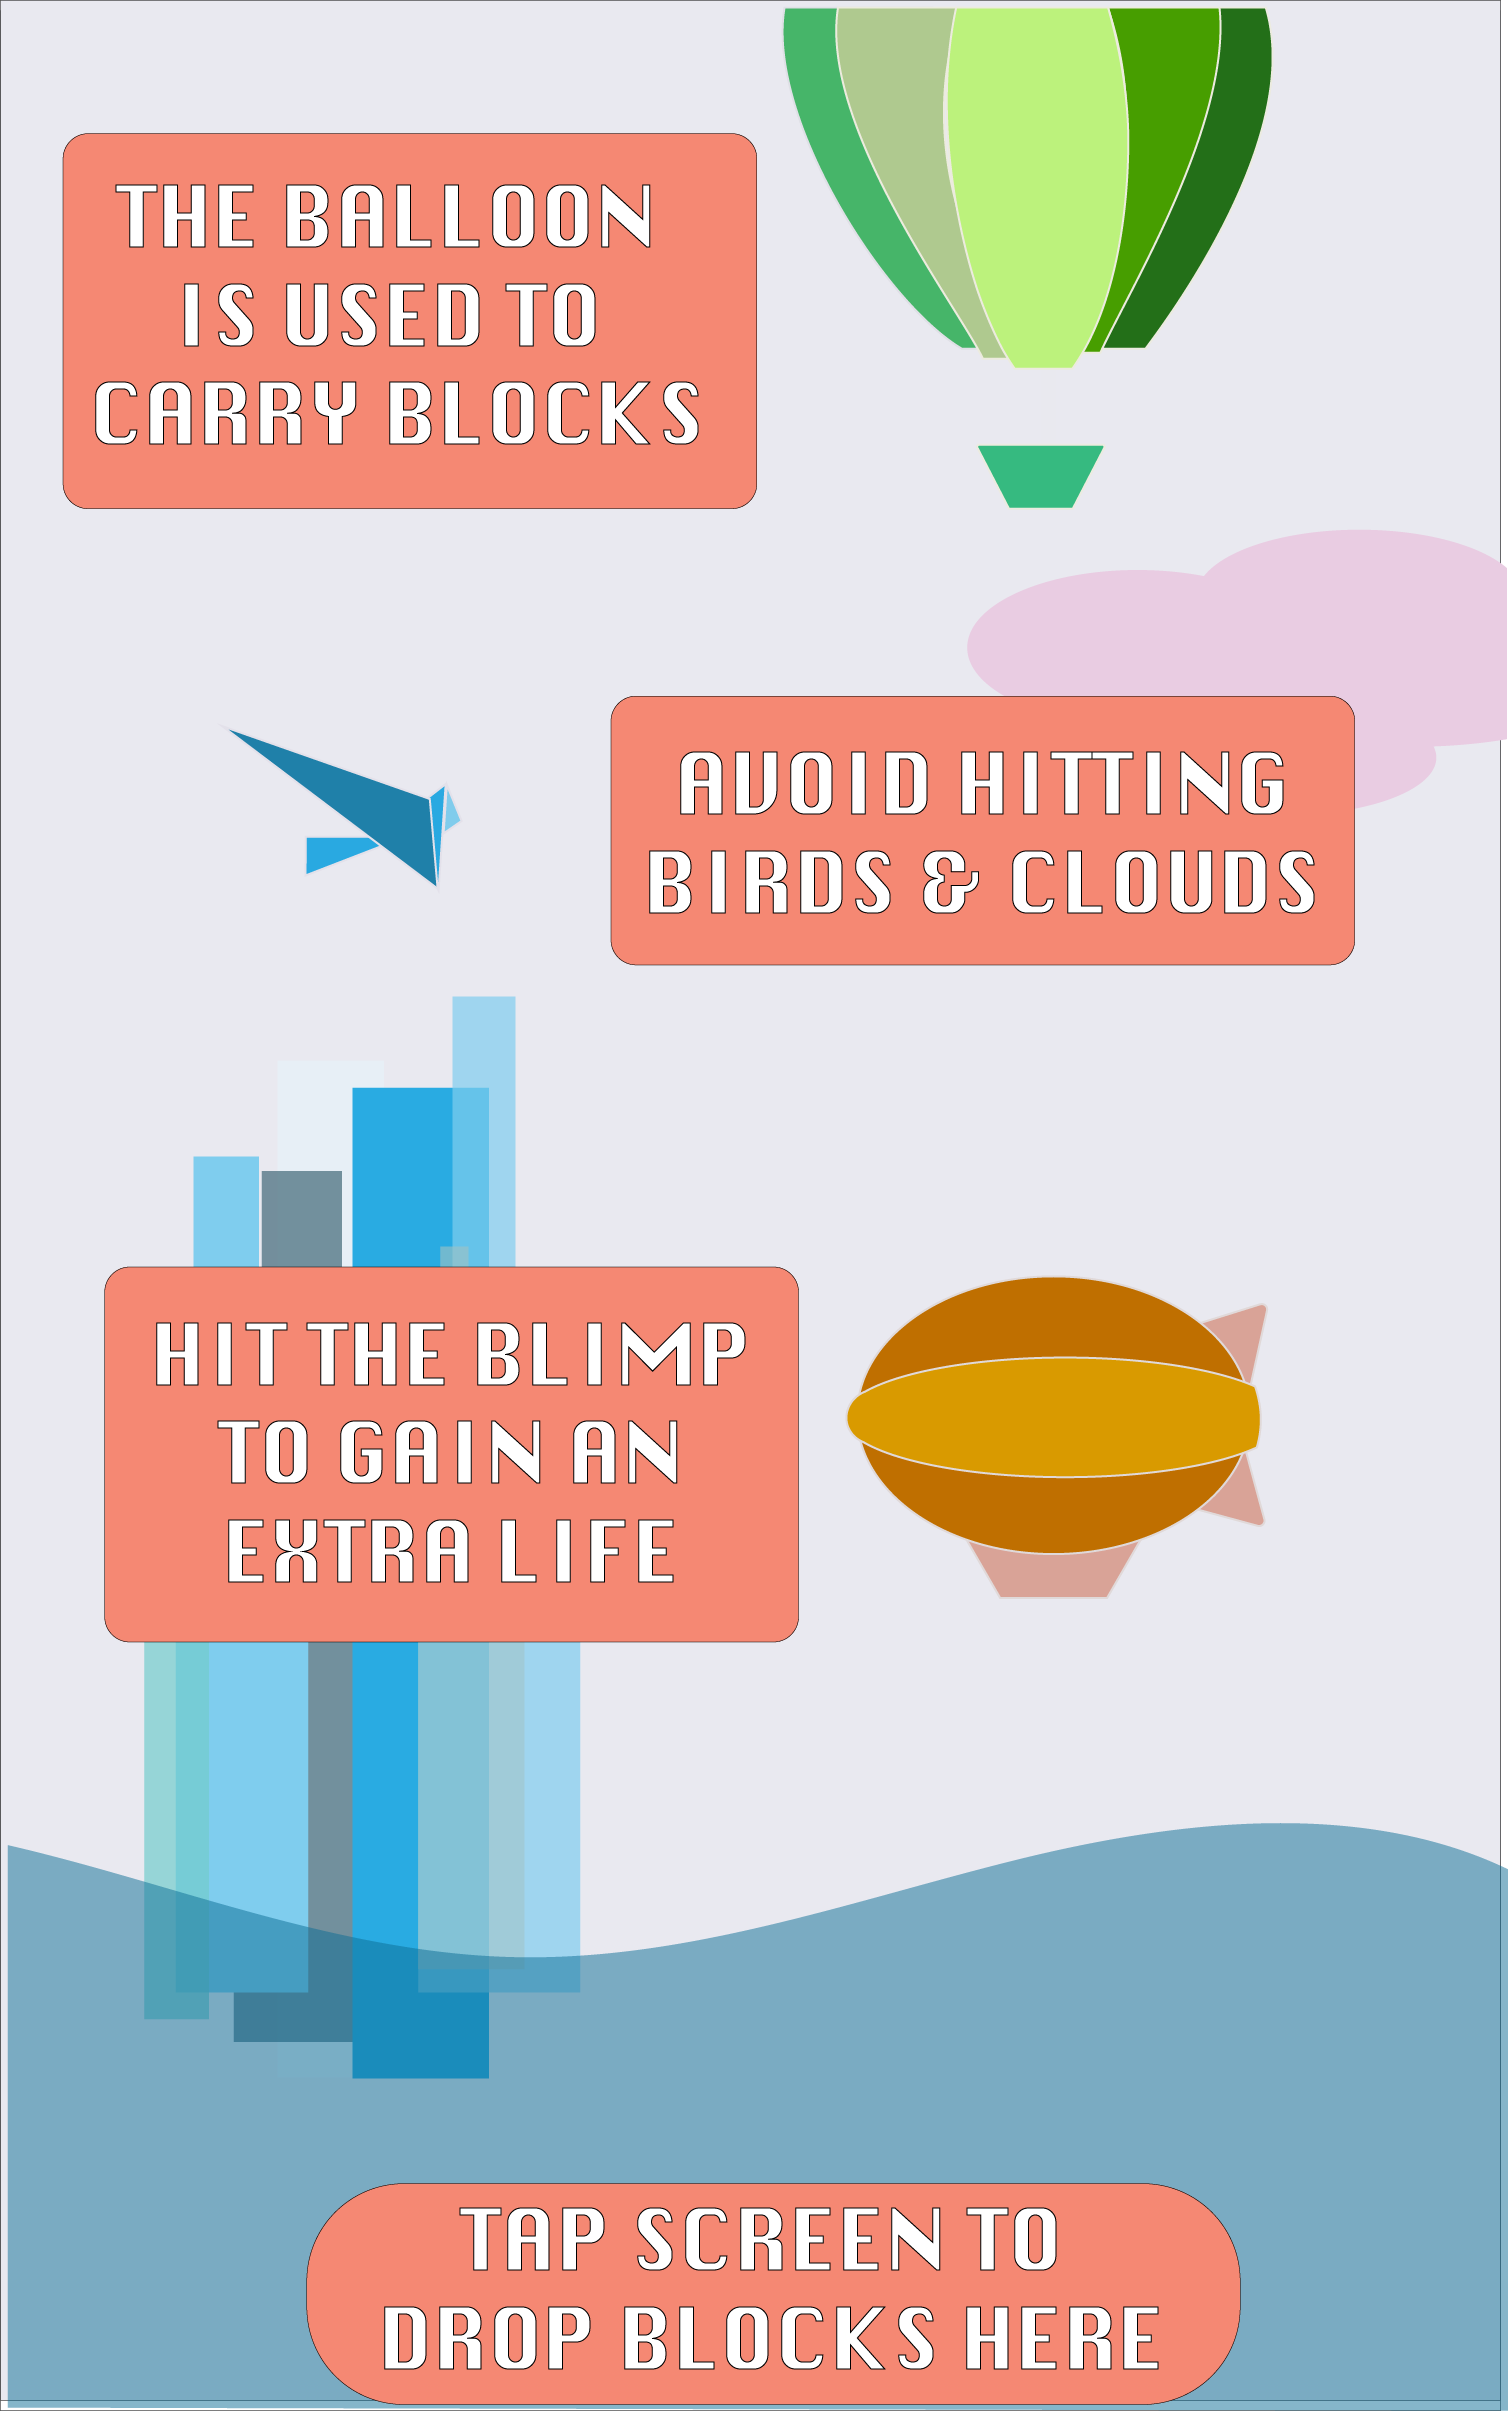 THE BALLOON
IS USED TO
CARRY BLOCKS
AVOID HITTING
BIRDS & CLOUDS
HIT THE BLIMP
TO GAIN AN
EXTRA LIFE
TAP SCREEN TO
DROP BLOCKS HERE